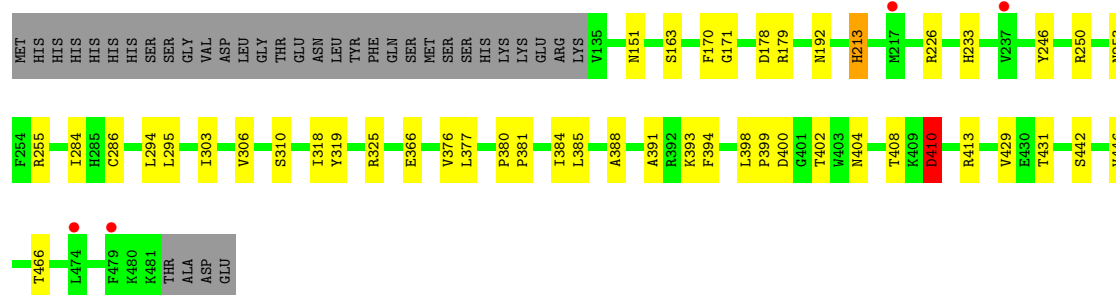 MET HIS HIS HIS HIS HIS HIS SER SER GLY VAL ASP LEU GLY THR GLU ASN LEU TYR PHE GLN SER MET SER SER HIS LYS LYS GLU ARG LYS V135 N151 S163 F170 G171 D178 R179 N192 H213 M217 R226 H233 V237 Y246 R250
F254 R255 I284 H285 C286 L294 L295 I303 V306 S310 I318 Y319 R325 E366 V376 L377 P380 P381 I384 L385 A388 A391 R392 K393 F394 L398 F399 D400 G401 T402 W403 N404 T408 K409 D410 R413 V429 E430 T431 S442
T466 L474 F479 K480 K481 THR ALA ASP GLU